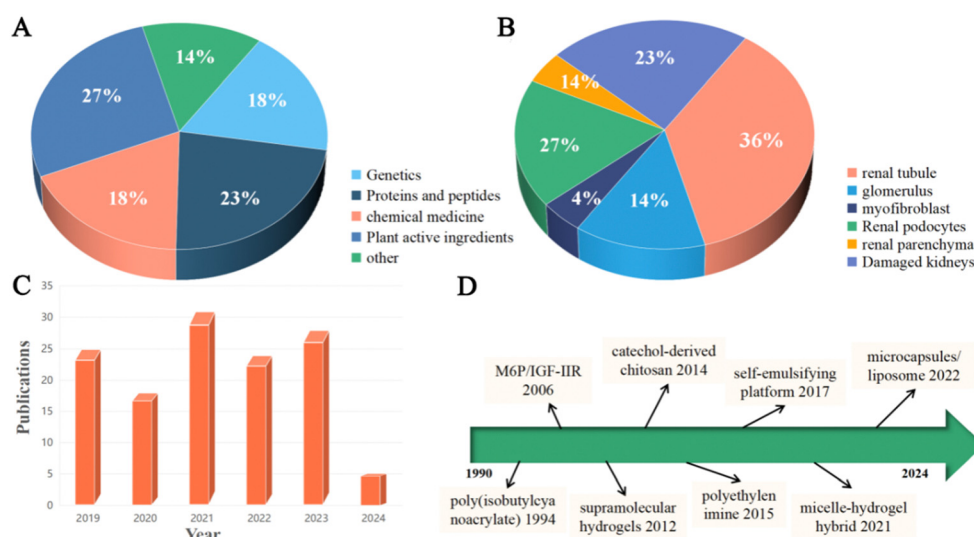 A
14%
18%
27%
18%
23%
Genetics
Proteins and peptides
chemical medicine
Plant active ingredients
other
B
23%
14%
36%
27%
4%
14%
renal tubule
glomerulus
myofibroblast
Renal podocytes
renal parenchyma
Damaged kidneys
C
Publications
35
30
25
20
15
10
5
0
2019
2020
2021
2022
2023
2024
Year
D
M6P/IGF-IIR
2006
catechol-derived
chitosan 2014
self-emulsifying
platform 2017
microcapsules/
liposome 2022
1990
2024
poly(isobutylcya
noacrylate) 1994
supramolecular
hydrogels 2012
polyethylen
imine 2015
micelle-hydrogel
hybrid 2021